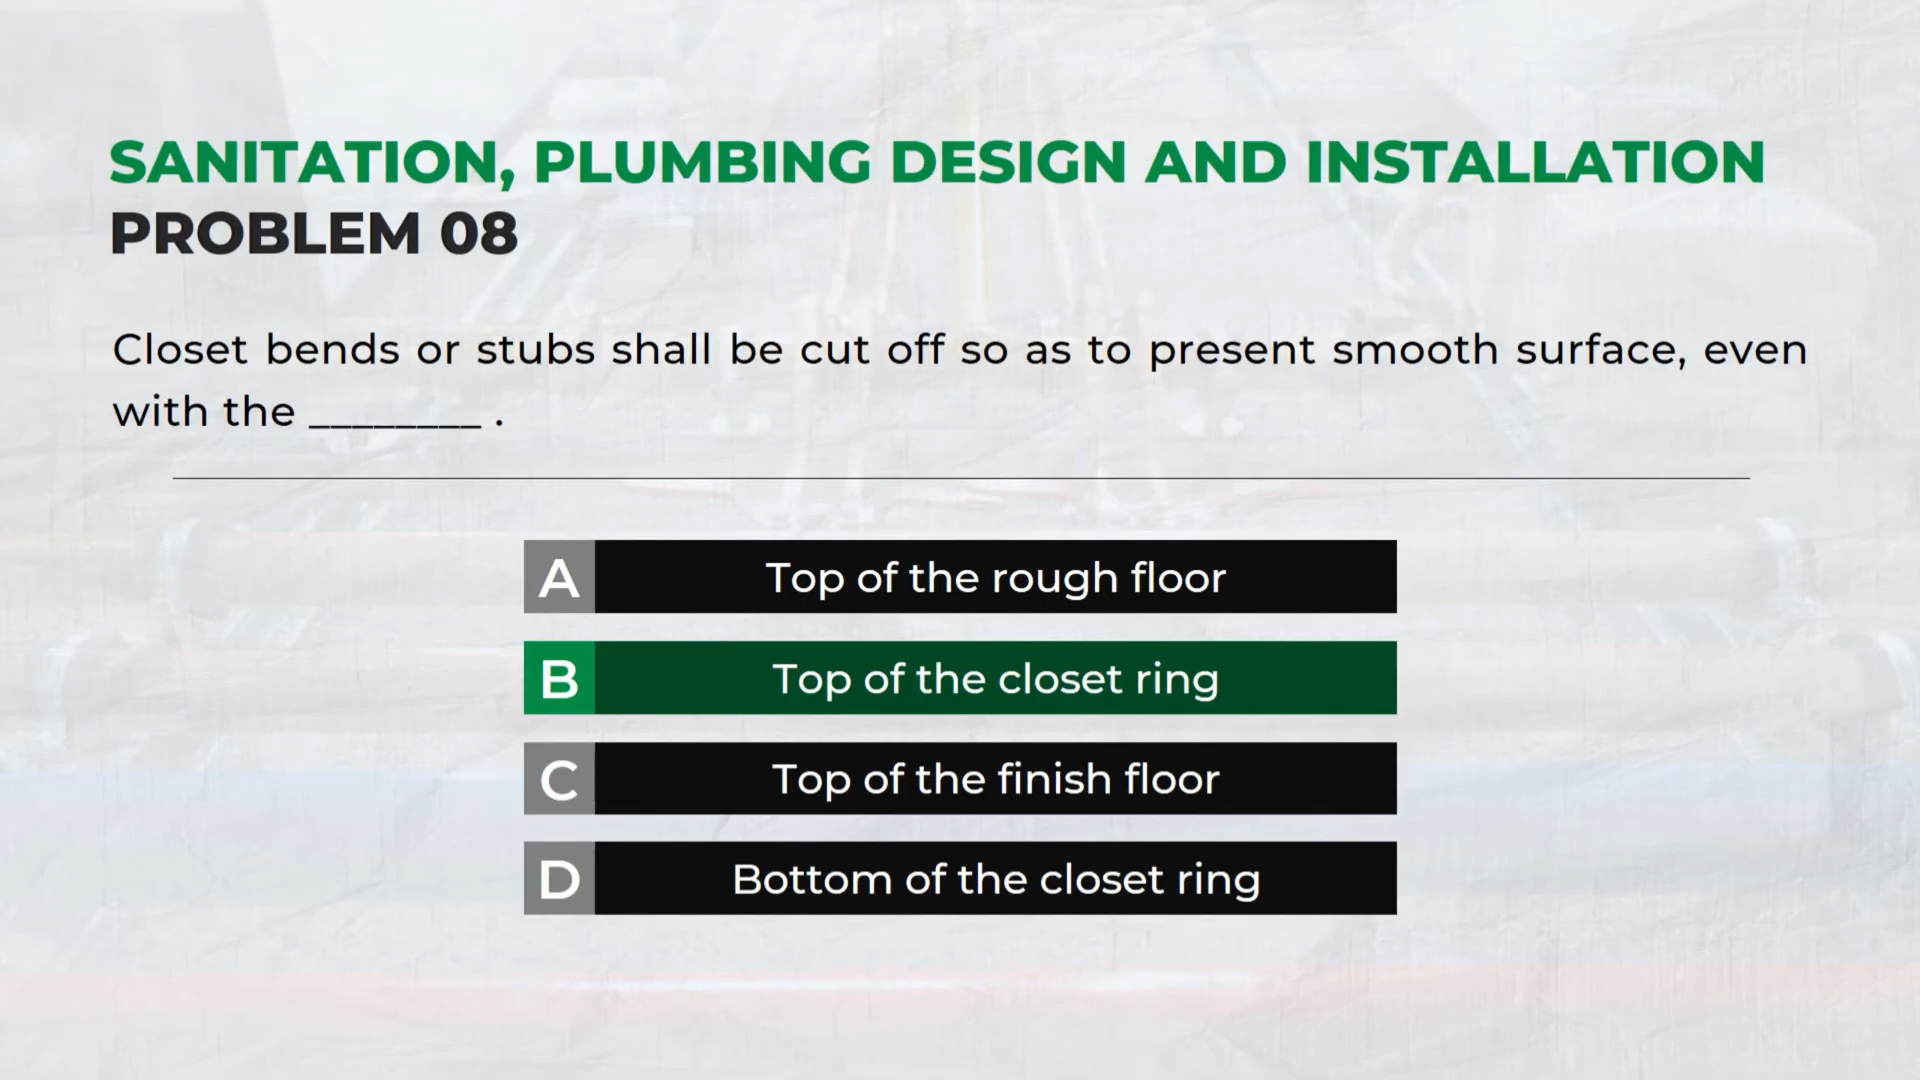 SANITATION, PLUMBING DESIGN AND INSTALLATION
PROBLEM 08
Closet bends or stubs shall be cut off so as to present smooth surface, even
with the ________ .
A Top of the rough floor
B Top of the closet ring
C Top of the finish floor
D Bottom of the closet ring